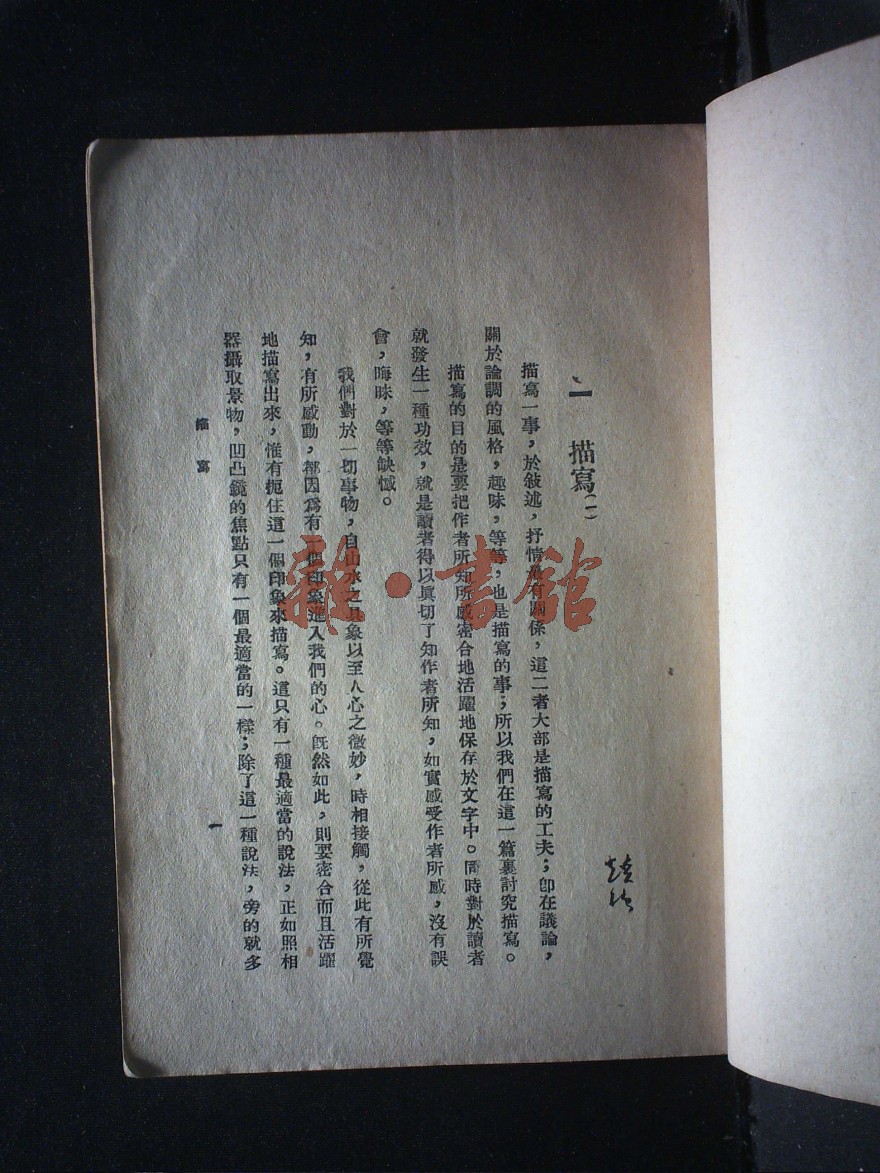 一 描寫(一)
描寫一事，於敍述，抒情最有關係，這二者大部是描寫的工夫；卽在議論，
關於論調的風格，趣味，等等，也是描寫的事；所以我們在這一篇裏討究描寫。
描寫的目的是要把作者所知所感密合地活躍地保存於文字中。同時對於讀者
就發生一種功效，就是讀者得以眞切了知作者所知，如實感受作者所感，沒有誤
會，晦昧，等等缺憾。
我們對於一切事物，自山水之具象以至人心之微妙，時相接觸，從此有所覺
知，有所感動，都因爲有一個印象進入我們的心。旣然如此，則要密合而且活躍
地描寫出來，惟有扼住這一個印象來描寫。這只有一種最適當的說法，正如照相
器攝取景物，凹凸鏡的焦點只有一個最適當的一樣；除了這一種說法，旁的就多
描寫
一
雜·書館